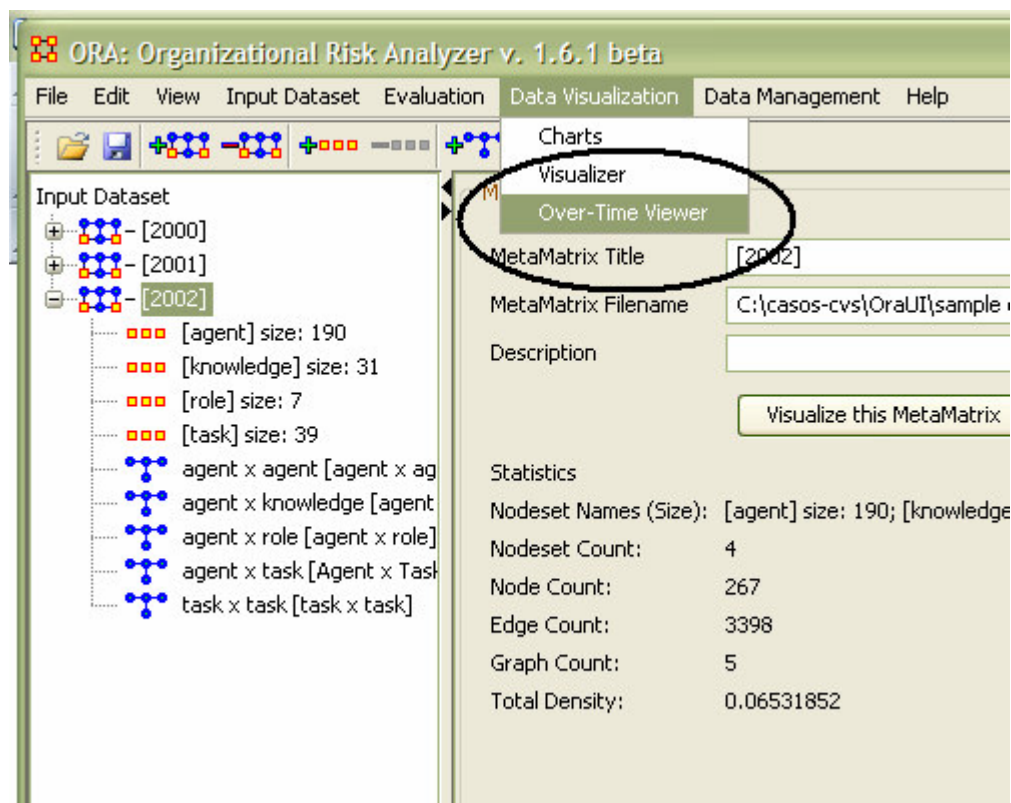 ORA: Organizational Risk Analyzer v. 1.6.1 beta
File Edit View Input Dataset Evaluation Data Visualization Data Management Help
Charts
Visualizer
Over-Time Viewer
Input Dataset
[2000]
[2001]
[2002]
[agent] size: 190
[knowledge] size: 31
[role] size: 7
[task] size: 39
agent x agent [agent x ag
agent x knowledge [agent
agent x role [agent x role]
agent x task [Agent x Task
task x task [task x task]
M
MetaMatrix Title [2002]
MetaMatrix Filename C:\casos-cvs\OraUI\sample
Description
Visualize this MetaMatrix
Statistics
Nodeset Names (Size): [agent] size: 190; [knowledge
Nodeset Count: 4
Node Count: 267
Edge Count: 3398
Graph Count: 5
Total Density: 0.06531852